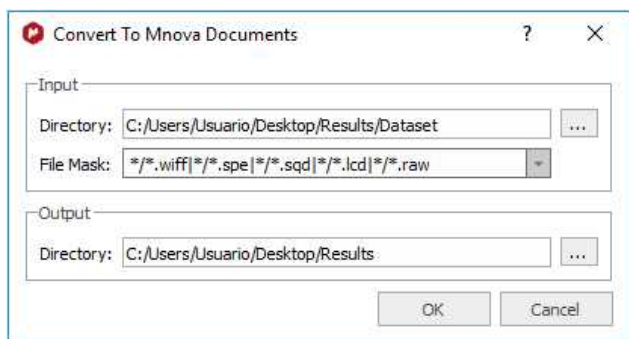 Convert To Mnova Documents
Input
Directory: C:/Users/Usuario/Desktop/Results/Dataset ...
File Mask: */*.wiff|*/*.spe|*/*.sqd|*/*.lcd|*/*.raw
Output
Directory: C:/Users/Usuario/Desktop/Results ...
OK Cancel